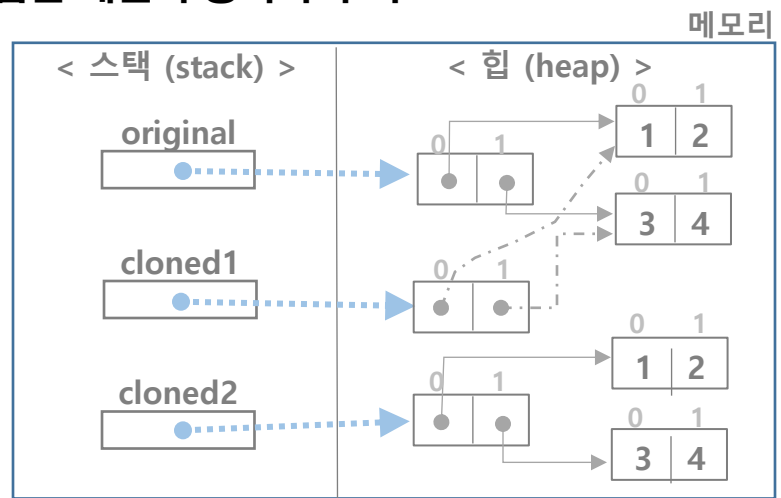 메모리
< 스택 (stack) >
< 힙 (heap) >
original
0 1
0 1
1 2
0 1
3 4
cloned1
0 1
0 1
1 2
cloned2
0 1
0 1
3 4